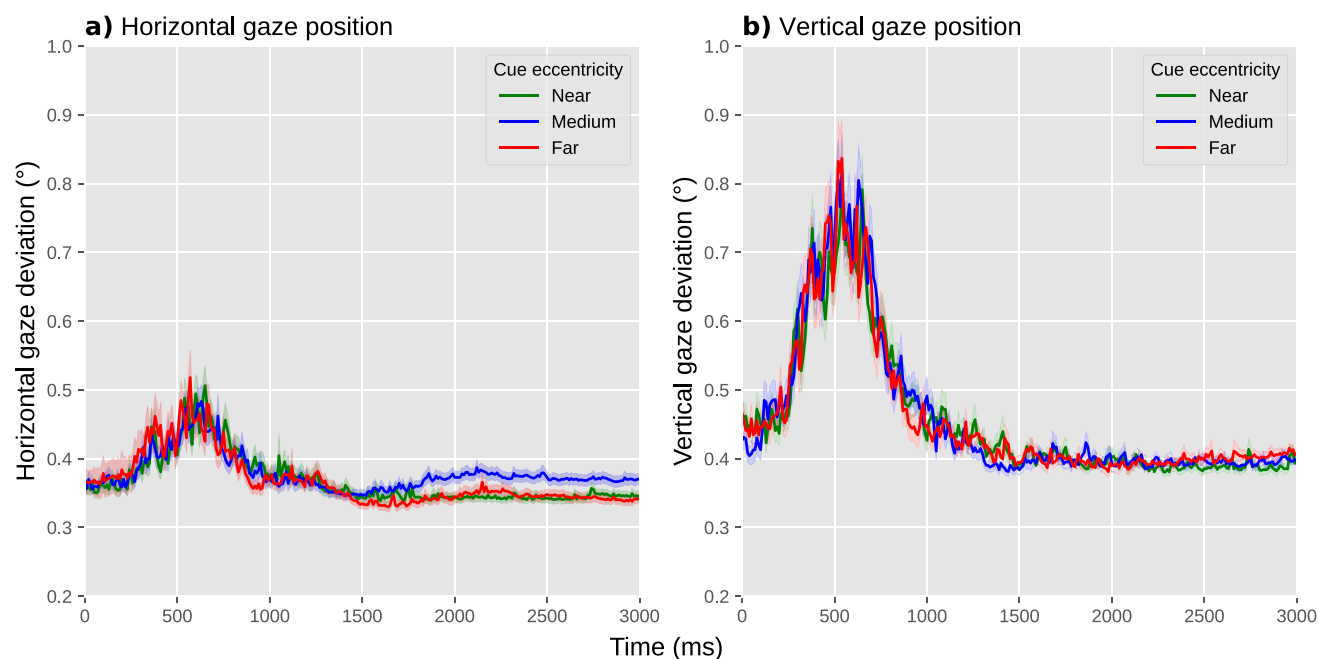 a) Horizontal gaze position
Horizontal gaze deviation (°)
1.0
0.9
0.8
0.7
0.6
0.5
0.4
0.3
0.2
Cue eccentricity
Near
Medium
Far
0 500 1000 1500 2000 2500 3000
b) Vertical gaze position
Vertical gaze deviation (°)
1.0
0.9
0.8
0.7
0.6
0.5
0.4
0.3
0.2
Cue eccentricity
Near
Medium
Far
0 500 1000 1500 2000 2500 3000
Time (ms)